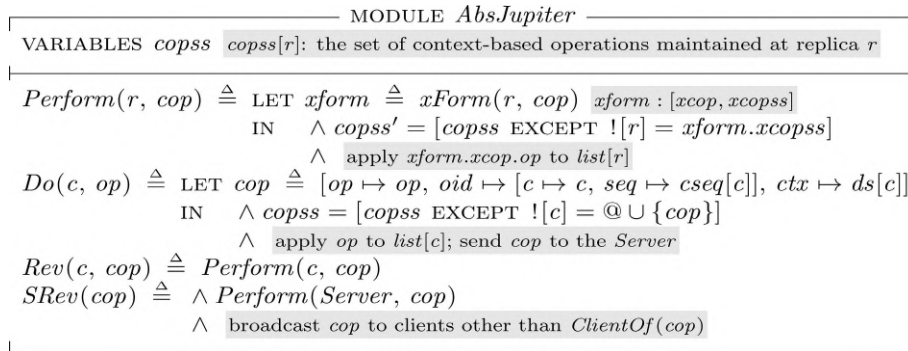 MODULE AbsJupiter
VARIABLES copss copss[r]: the set of context-based operations maintained at replica r
Perform(r, cop) ≜ LET xform ≜ xForm(r, cop) xform : [xcop, xcopss]
IN ∧ copss′ = [copss EXCEPT ![r] = xform.xcopss]
∧ apply xform.xcop.op to list[r]
Do(c, op) ≜ LET cop ≜ [op ↦ op, oid ↦ [c ↦ c, seq ↦ cseq[c]], ctx ↦ ds[c]]
IN ∧ copss = [copss EXCEPT ![c] = @ ∪ {cop}]
∧ apply op to list[c]; send cop to the Server
Rev(c, cop) ≜ Perform(c, cop)
SRev(cop) ≜ ∧ Perform(Server, cop)
∧ broadcast cop to clients other than ClientOf(cop)